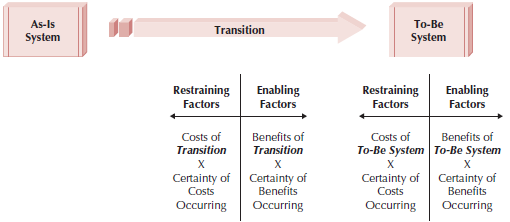 As-Is
System
Transition
To-Be
System
Restraining
Factors
Enabling
Factors
Costs of
Transition
X
Certainty of
Costs
Occurring
Benefits of
Transition
X
Certainty of
Benefits
Occurring
Restraining
Factors
Enabling
Factors
Costs of
To-Be System
X
Certainty of
Costs
Occurring
Benefits of
To-Be System
X
Certainty of
Benefits
Occurring